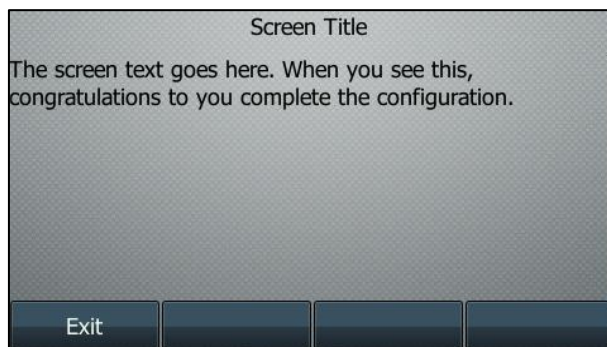 Screen Title
The screen text goes here. When you see this,
congratulations to you complete the configuration.
Exit